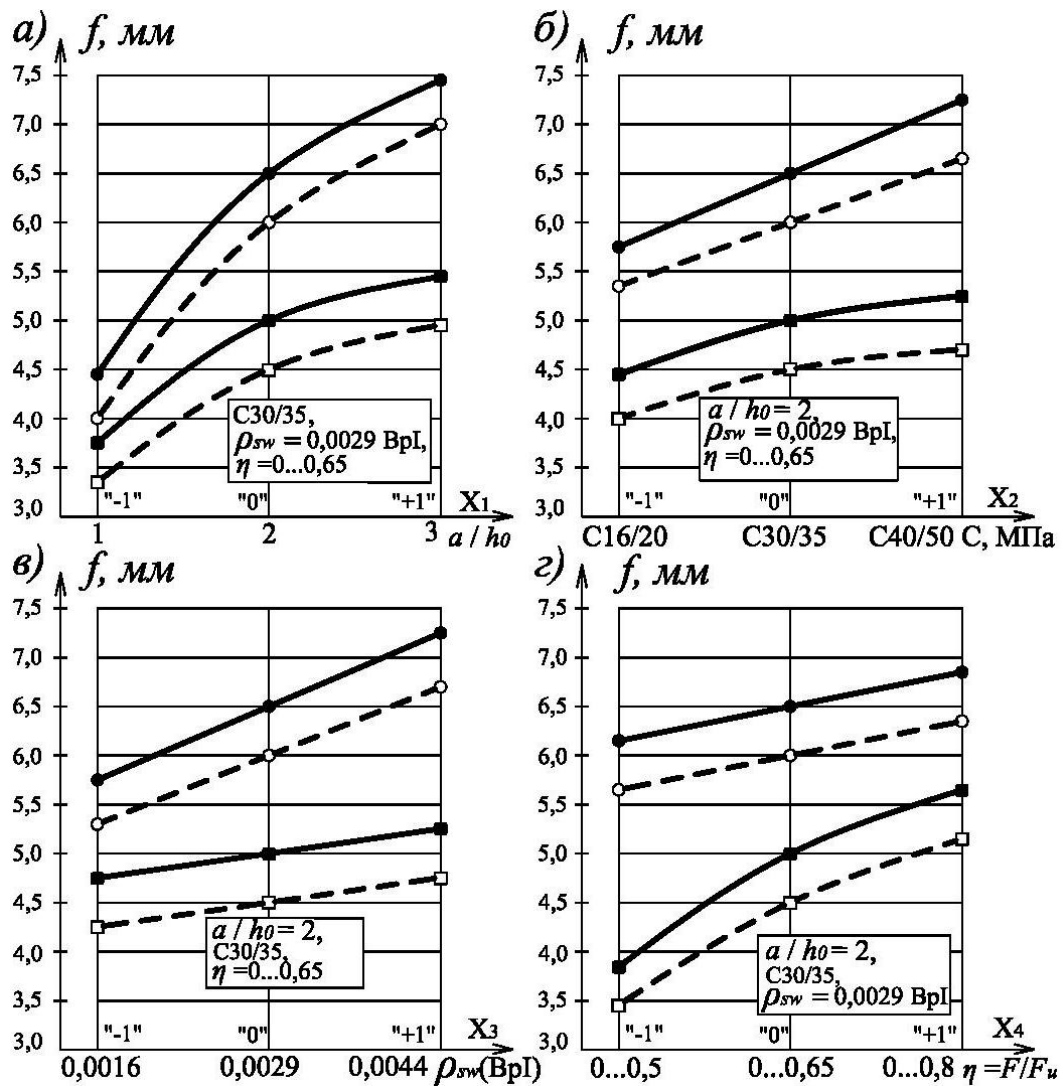 а) f, мм
7,5
7,0
6,5
6,0
5,5
5,0
4,5
4,0
3,5
3,0
C30/35,
ρsw = 0,0029 BpI,
η =0...0,65
"-1" "0" "+1" X1
1 2 3 a / h0
б) f, мм
7,5
7,0
6,5
6,0
5,5
5,0
4,5
4,0
3,5
3,0
a / h0 = 2,
ρsw = 0,0029 BpI,
η =0...0,65
"-1" "0" "+1" X2
C16/20 C30/35 C40/50 C, МПа
в) f, мм
7,5
7,0
6,5
6,0
5,5
5,0
4,5
4,0
3,5
3,0
a / h0 = 2,
C30/35,
η =0...0,65
"-1" "0" "+1" X3
0,0016 0,0029 0,0044 ρsw(BpI)
г) f, мм
7,5
7,0
6,5
6,0
5,5
5,0
4,5
4,0
3,5
3,0
a / h0 = 2,
C30/35,
ρsw = 0,0029 BpI
"-1" "0" "+1" X4
0...0,5 0...0,65 0...0,8 η =F/Fu